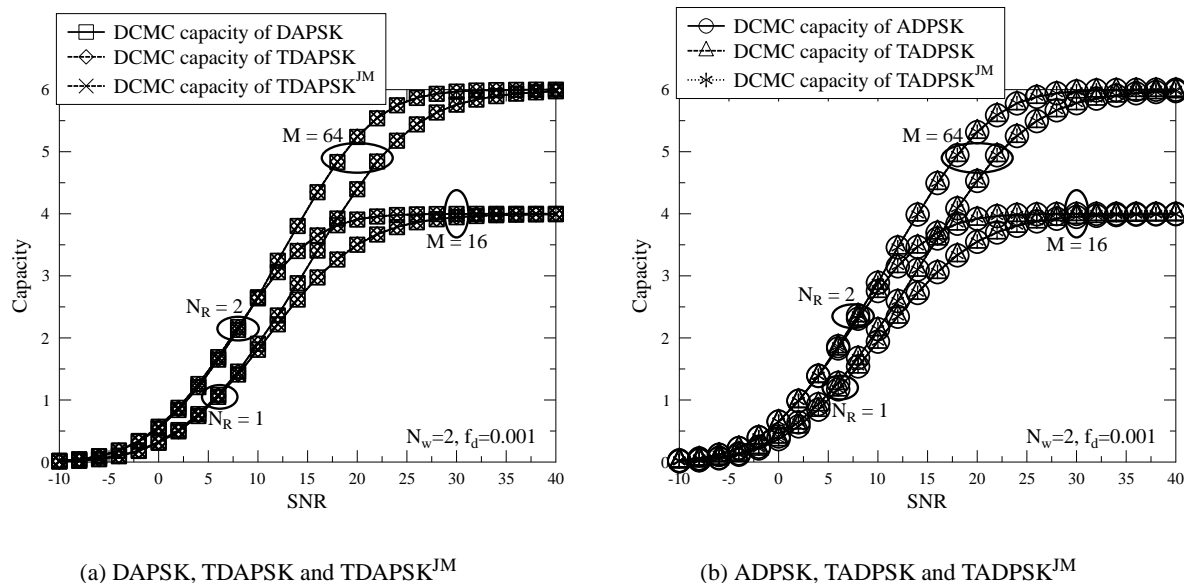 DCMC capacity of DAPSK
DCMC capacity of TDAPSK
DCMC capacity of TDAPSK^JM
6
5
4
3
2
1
0
Capacity
M = 64
M = 16
N_R = 2
N_R = 1
N_w=2, f_d=0.001
-10 -5 0 5 10 15 20 25 30 35 40
SNR
(a) DAPSK, TDAPSK and TDAPSK^JM
DCMC capacity of ADPSK
DCMC capacity of TADPSK
DCMC capacity of TADPSK^JM
6
5
4
3
2
1
0
Capacity
M = 64
M = 16
N_R = 2
N_R = 1
N_w=2, f_d=0.001
-10 -5 0 5 10 15 20 25 30 35 40
SNR
(b) ADPSK, TADPSK and TADPSK^JM